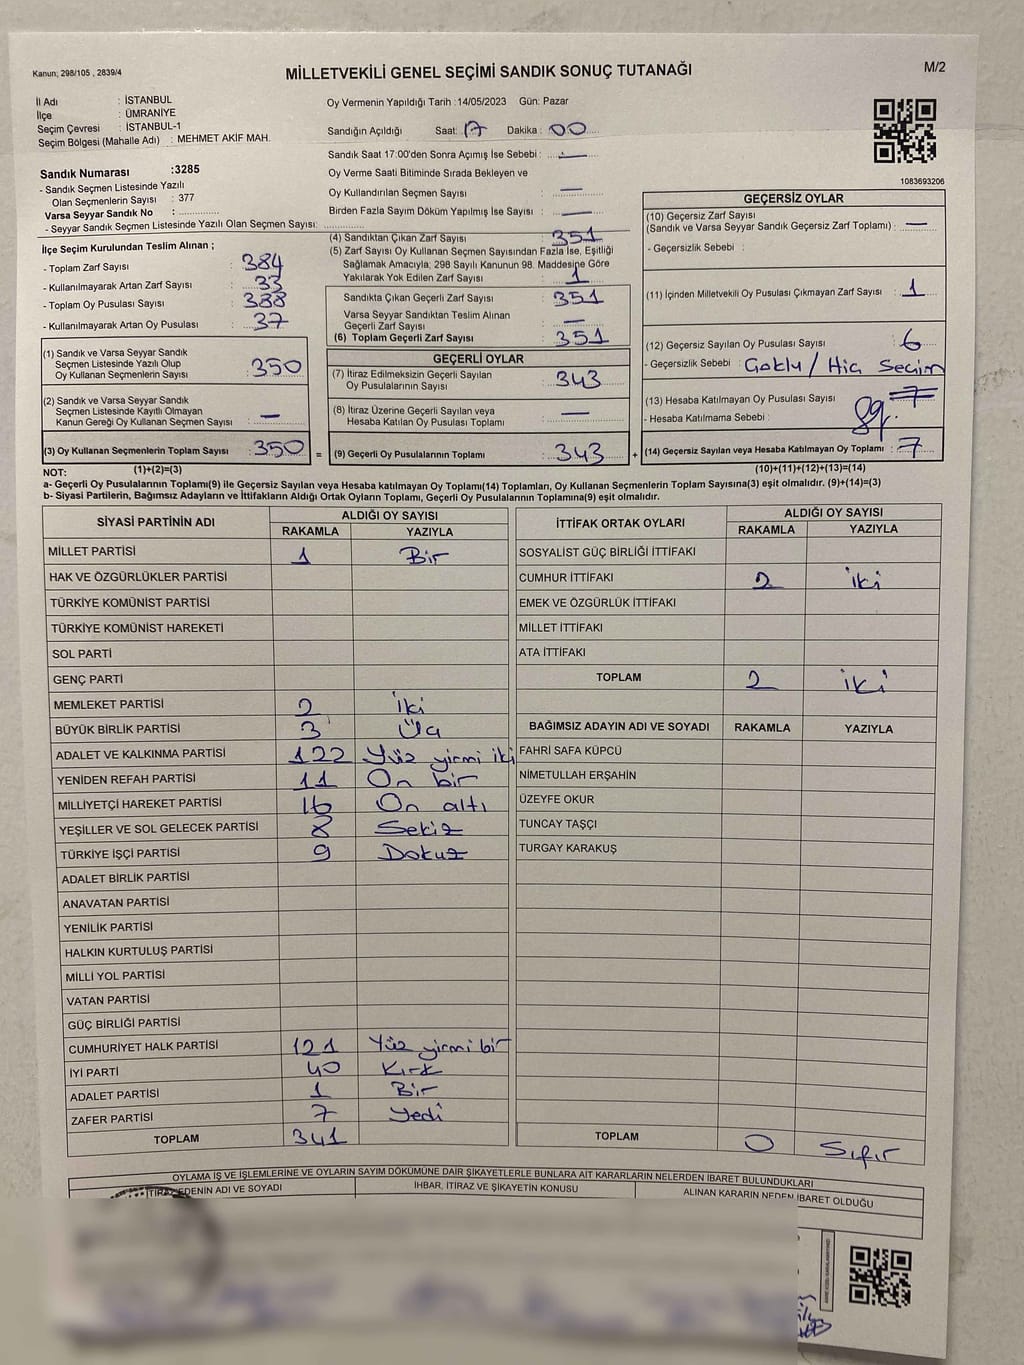 Kanun; 298/105 , 2839/4
MİLLETVEKİLİ GENEL SEÇİMİ SANDIK SONUÇ TUTANAĞI
M/2
İl Adı : İSTANBUL
İlçe : ÜMRANİYE
Seçim Çevresi : İSTANBUL-1
Seçim Bölgesi (Mahalle Adı) : MEHMET AKİF MAH.
Oy Vermenin Yapıldığı Tarih :14/05/2023 Gün: Pazar
Sandığın Açıldığı Saat: 17 Dakika : 00
Sandık Saat 17:00'den Sonra Açımış İse Sebebi : —
Oy Verme Saati Bitiminde Sırada Bekleyen ve
Oy Kullandırılan Seçmen Sayısı : —
Birden Fazla Sayım Döküm Yapılmış İse Sayısı : —
1083693206
Sandık Numarası :3285
- Sandık Seçmen Listesinde Yazılı
Olan Seçmenlerin Sayısı : 377
Varsa Seyyar Sandık No :
- Seyyar Sandık Seçmen Listesinde Yazılı Olan Seçmen Sayısı:
İlçe Seçim Kurulundan Teslim Alınan ;
- Toplam Zarf Sayısı : 384
- Kullanılmayarak Artan Zarf Sayısı : 33
- Toplam Oy Pusulası Sayısı : 388
- Kullanılmayarak Artan Oy Pusulası : 37
(4) Sandıktan Çıkan Zarf Sayısı : 351
(5) Zarf Sayısı Oy Kullanan Seçmen Sayısından Fazla İse, Eşitliği
Sağlamak Amacıyla; 298 Sayılı Kanunun 98. Maddesine Göre
Yakılarak Yok Edilen Zarf Sayısı : 1
Sandıkta Çıkan Geçerli Zarf Sayısı : 351
Varsa Seyyar Sandıktan Teslim Alınan
Geçerli Zarf Sayısı : —
(6) Toplam Geçerli Zarf Sayısı : 351
GEÇERSİZ OYLAR
(10) Geçersiz Zarf Sayısı
(Sandık ve Varsa Seyyar Sandık Geçersiz Zarf Toplamı) : —
- Geçersizlik Sebebi :
(11) İçinden Milletvekili Oy Pusulası Çıkmayan Zarf Sayısı : 1
(12) Geçersiz Sayılan Oy Pusulası Sayısı : 6
- Geçersizlik Sebebi : Çoklu / Hiç Seçim
(13) Hesaba Katılmayan Oy Pusulası Sayısı : 7
- Hesaba Katılmama Sebebi :
(14) Geçersiz Sayılan veya Hesaba Katılmayan Oy Toplamı : 7
(10)+(11)+(12)+(13)=(14)
(1) Sandık ve Varsa Seyyar Sandık
Seçmen Listesinde Yazılı Olup
Oy Kullanan Seçmenlerin Sayısı : 350
(2) Sandık ve Varsa Seyyar Sandık
Seçmen Listesinde Kayıtlı Olmayan
Kanun Gereği Oy Kullanan Seçmen Sayısı : —
(3) Oy Kullanan Seçmenlerin Toplam Sayısı : 350 =
(1)+(2)=(3)
GEÇERLİ OYLAR
(7) İtiraz Edilmeksizin Geçerli Sayılan
Oy Pusulalarının Sayısı : 343
(8) İtiraz Üzerine Geçerli Sayılan veya
Hesaba Katılan Oy Pusulası Toplamı : —
(9) Geçerli Oy Pusulalarının Toplamı : 343 +
NOT:
a- Geçerli Oy Pusulalarının Toplamı(9) ile Geçersiz Sayılan veya Hesaba Katılmayan Oy Toplamı(14) Toplamları, Oy Kullanan Seçmenlerin Toplam Sayısına(3) eşit olmalıdır. (9)+(14)=(3)
b- Siyasi Partilerin, Bağımsız Adayların ve İttifakların Aldığı Ortak Oyların Toplamı, Geçerli Oy Pusulalarının Toplamına(9) eşit olmalıdır.
SİYASİ PARTİNİN ADI ALDIĞI OY SAYISI
RAKAMLA YAZIYLA
MİLLET PARTİSİ 1 Bir
HAK VE ÖZGÜRLÜKLER PARTİSİ
TÜRKİYE KOMÜNİST PARTİSİ
TÜRKİYE KOMÜNİST HAREKETİ
SOL PARTİ
GENÇ PARTİ
MEMLEKET PARTİSİ 2 İki
BÜYÜK BİRLİK PARTİSİ 3 Üç
ADALET VE KALKINMA PARTİSİ 122 Yüz yirmi iki
YENİDEN REFAH PARTİSİ 11 On bir
MİLLİYETÇİ HAREKET PARTİSİ 16 On altı
YEŞİLLER VE SOL GELECEK PARTİSİ 8 Sekiz
TÜRKİYE İŞÇİ PARTİSİ 9 Dokuz
ADALET BİRLİK PARTİSİ
ANAVATAN PARTİSİ
YENİLİK PARTİSİ
HALKIN KURTULUŞ PARTİSİ
MİLLİ YOL PARTİSİ
VATAN PARTİSİ
GÜÇ BİRLİĞİ PARTİSİ
CUMHURİYET HALK PARTİSİ 121 Yüz yirmi bir
İYİ PARTİ 40 Kırk
ADALET PARTİSİ 1 Bir
ZAFER PARTİSİ 7 Yedi
TOPLAM 341
İTTİFAK ORTAK OYLARI ALDIĞI OY SAYISI
RAKAMLA YAZIYLA
SOSYALİST GÜÇ BİRLİĞİ İTTİFAKI
CUMHUR İTTİFAKI 2 İki
EMEK VE ÖZGÜRLÜK İTTİFAKI
MİLLET İTTİFAKI
ATA İTTİFAKI
TOPLAM 2 İki
BAĞIMSIZ ADAYIN ADI VE SOYADI RAKAMLA YAZIYLA
FAHRİ SAFA KÜPCÜ
NİMETULLAH ERŞAHİN
ÜZEYFE OKUR
TUNCAY TAŞÇI
TURGAY KARAKUŞ
TOPLAM 0 Sıfır
OYLAMA İŞ VE İŞLEMLERİNE VE OYLARIN SAYIM DÖKÜMÜNE DAİR ŞİKAYETLERLE BUNLARA AİT KARARLARIN NELERDEN İBARET BULUNDUKLARI
İTİRAZ EDENİN ADI VE SOYADI İHBAR, İTİRAZ VE ŞİKAYETİN KONUSU ALINAN KARARIN NEDEN İBARET OLDUĞU